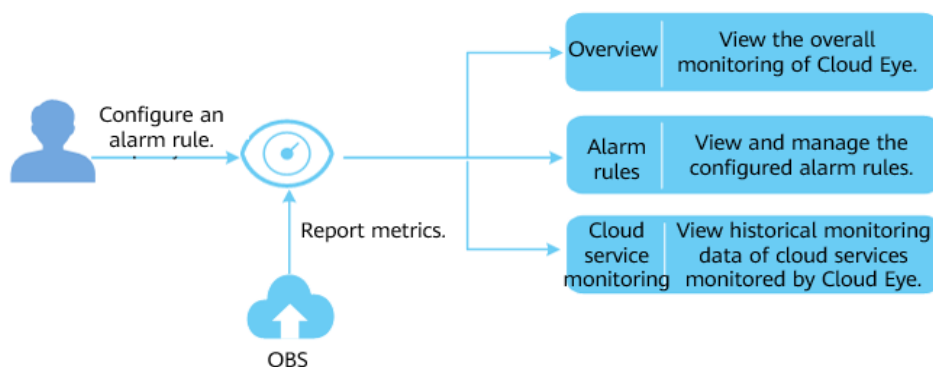 Configure an
alarm rule.
Report metrics.
OBS
Overview
View the overall
monitoring of Cloud Eye.
Alarm
rules
View and manage the
configured alarm rules.
Cloud
service
monitoring
View historical monitoring
data of cloud services
monitored by Cloud Eye.